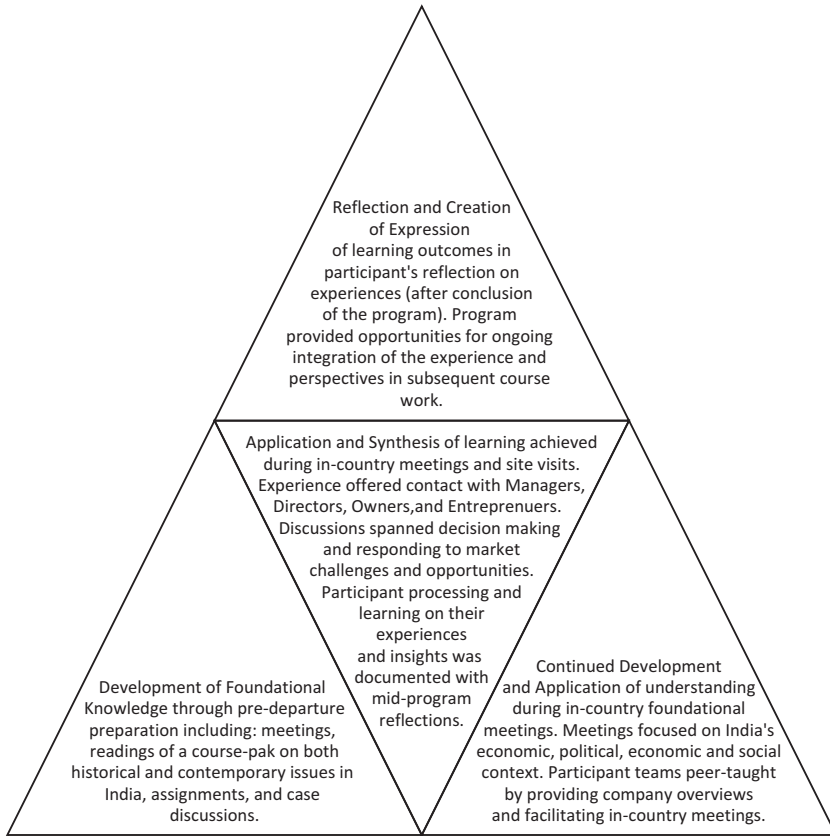 Reflection and Creation
of Expression
of learning outcomes in
participant's reflection on
experiences (after conclusion
of the program). Program
provided opportunities for ongoing
integration of the experience and
perspectives in subsequent course
work.
Application and Synthesis of learning achieved
during in-country meetings and site visits.
Experience offered contact with Managers,
Directors, Owners,and Entreprenuers.
Discussions spanned decision making
and responding to market
challenges and opportunities.
Participant processing and
learning on their
experiences
and insights was
documented with
mid-program
reflections.
Development of Foundational
Knowledge through pre-departure
preparation including: meetings,
readings of a course-pak on both
historical and contemporary issues in
India, assignments, and case
discussions.
Continued Development
and Application of understanding
during in-country foundational
meetings. Meetings focused on India's
economic, political, economic and social
context. Participant teams peer-taught
by providing company overviews
and facilitating in-country meetings.